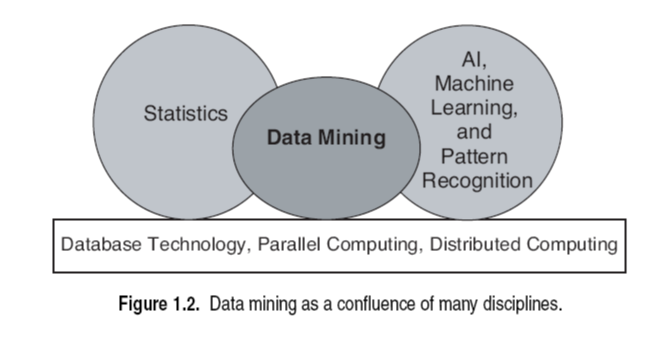 Statistics
Data Mining
AI,
Machine
Learning,
and
Pattern
Recognition
Database Technology, Parallel Computing, Distributed Computing
Figure 1.2. Data mining as a confluence of many disciplines.